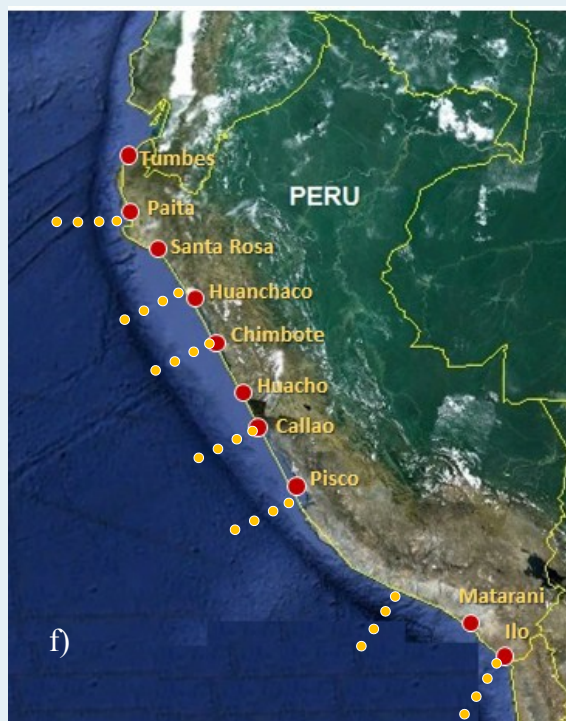 Tumbes
PERU
Paita
Santa Rosa
Huanchaco
Chimbote
Huacho
Callao
Pisco
Matarani
Ilo
f)